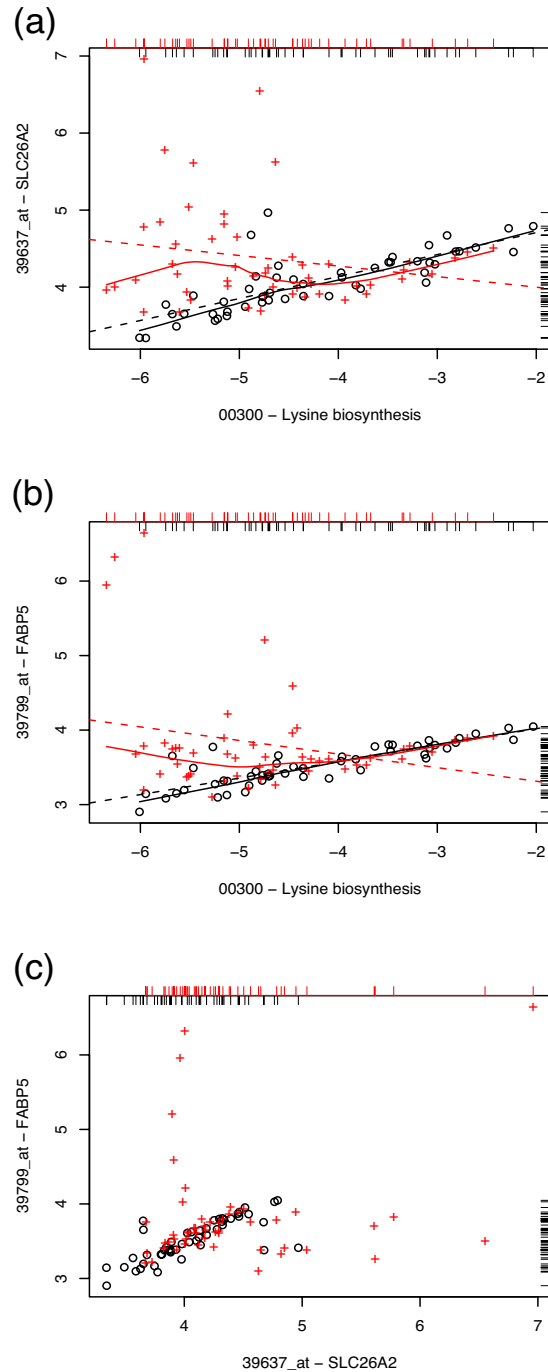 (a)
7
6
5
4
39637_at − SLC26A2
−6 −5 −4 −3 −2
00300 − Lysine biosynthesis
(b)
6
5
4
3
39799_at − FABP5
−6 −5 −4 −3 −2
00300 − Lysine biosynthesis
(c)
6
5
4
3
39799_at − FABP5
4 5 6 7
39637_at − SLC26A2